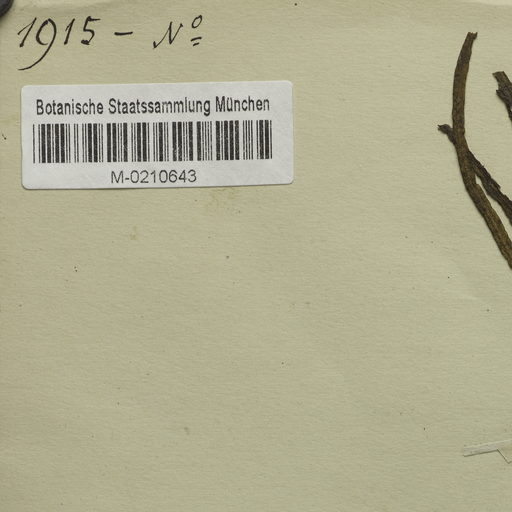 1915 - Nº
Botanische Staatssammlung München
M-0210643